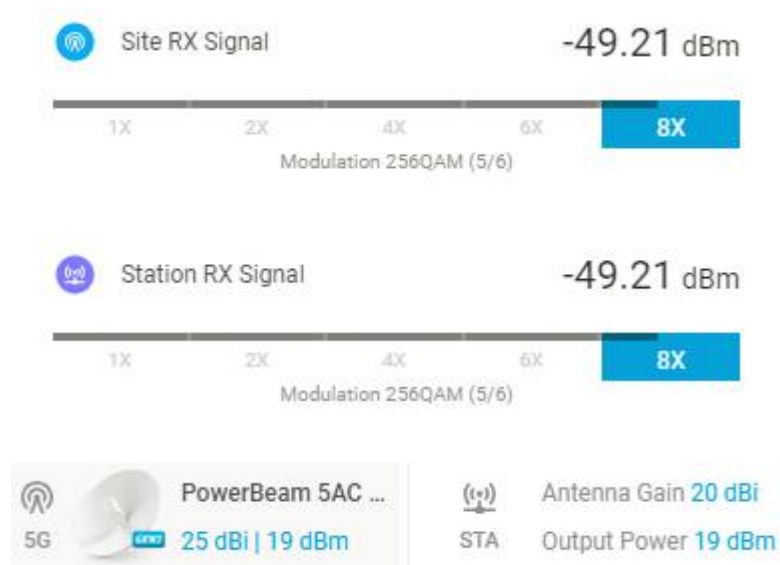 Site RX Signal
-49.21 dBm
1X 2X 4X 6X 8X
Modulation 256QAM (5/6)
Station RX Signal
-49.21 dBm
1X 2X 4X 6X 8X
Modulation 256QAM (5/6)
PowerBeam 5AC ...
5G
25 dBi | 19 dBm
Antenna Gain 20 dBi
STA
Output Power 19 dBm